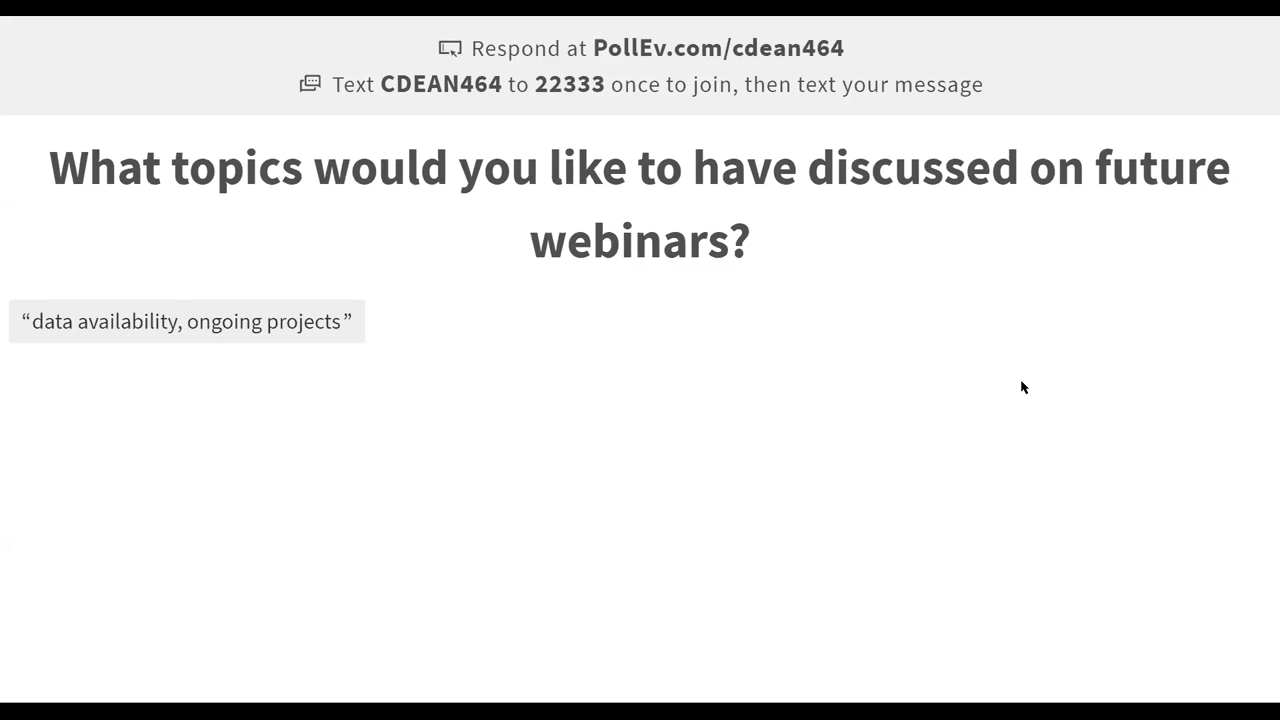 Respond at PollEv.com/cdean464
Text CDEAN464 to 22333 once to join, then text your message
What topics would you like to have discussed on future
webinars?
“data availability, ongoing projects”